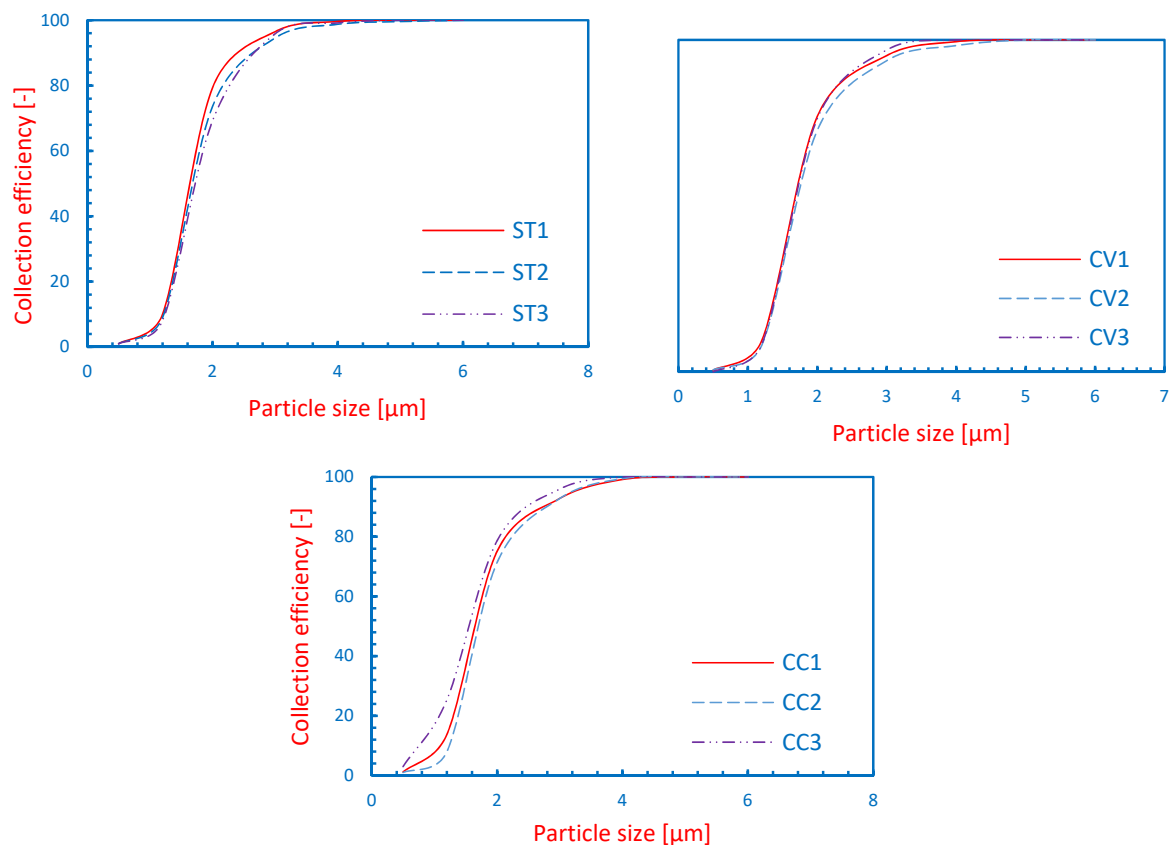 100
80
60
40
20
0
Collection efficiency [-]
ST1
ST2
ST3
0 2 4 6 8
Particle size [µm]
CV1
CV2
CV3
0 1 2 3 4 5 6 7
Particle size [µm]
100
80
60
40
20
0
Collection efficiency [-]
CC1
CC2
CC3
0 2 4 6 8
Particle size [µm]